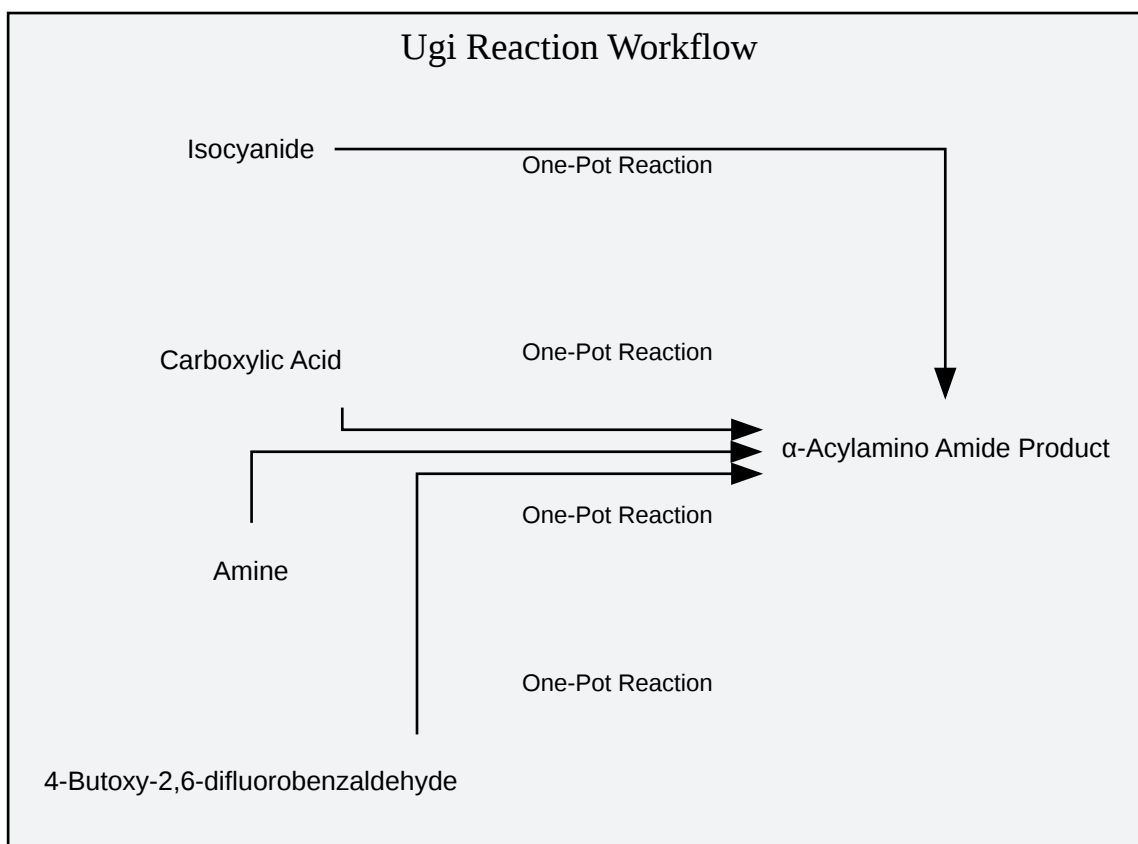 Ugi Reaction Workflow
Isocyanide
One-Pot Reaction
Carboxylic Acid
One-Pot Reaction
α-Acylamino Amide Product
One-Pot Reaction
Amine
One-Pot Reaction
4-Butoxy-2,6-difluorobenzaldehyde